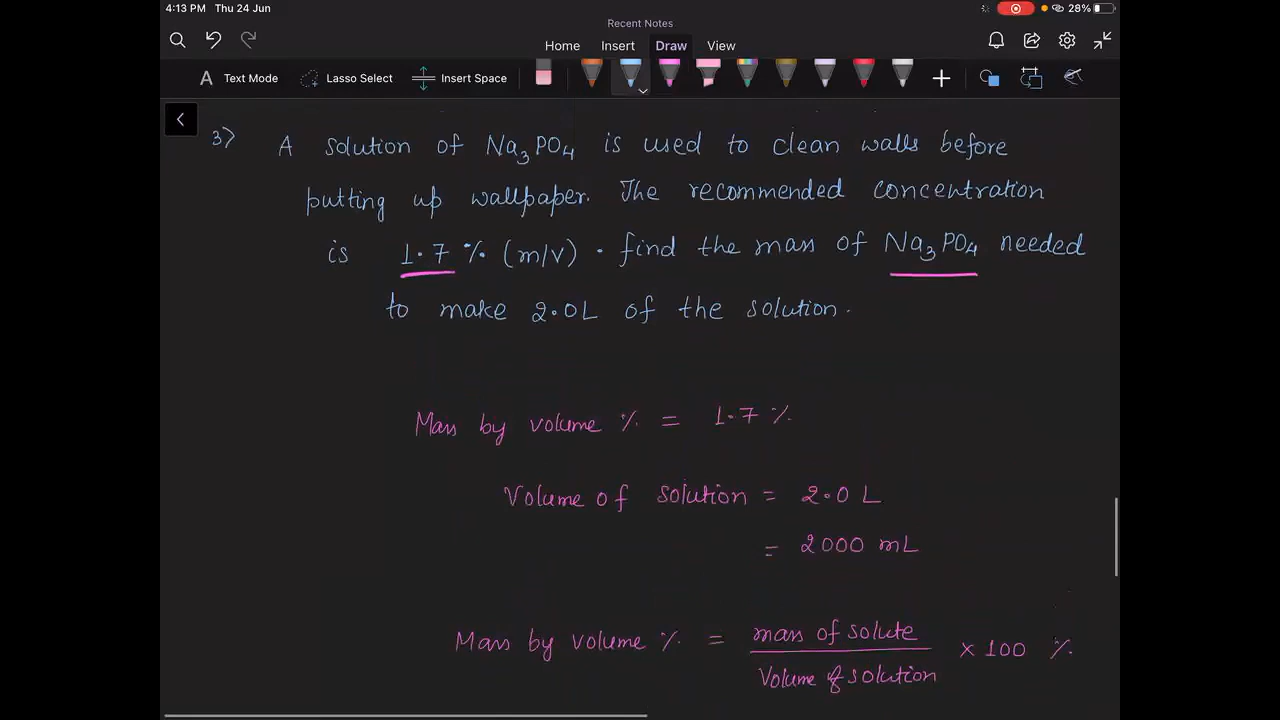 4:13 PM Thu 24 Jun
28%
Recent Notes
Home Insert Draw View
Text Mode Lasso Select Insert Space
3) A solution of Na3PO4 is used to clean walls before
putting up wallpaper. The recommended concentration
is 1.7 % (m/v). find the mass of Na3PO4 needed
to make 2.0L of the solution.
Mass by volume % = 1.7 %
Volume of solution = 2.0 L
= 2000 mL
Mass by volume % = mass of solute / Volume of solution × 100 %